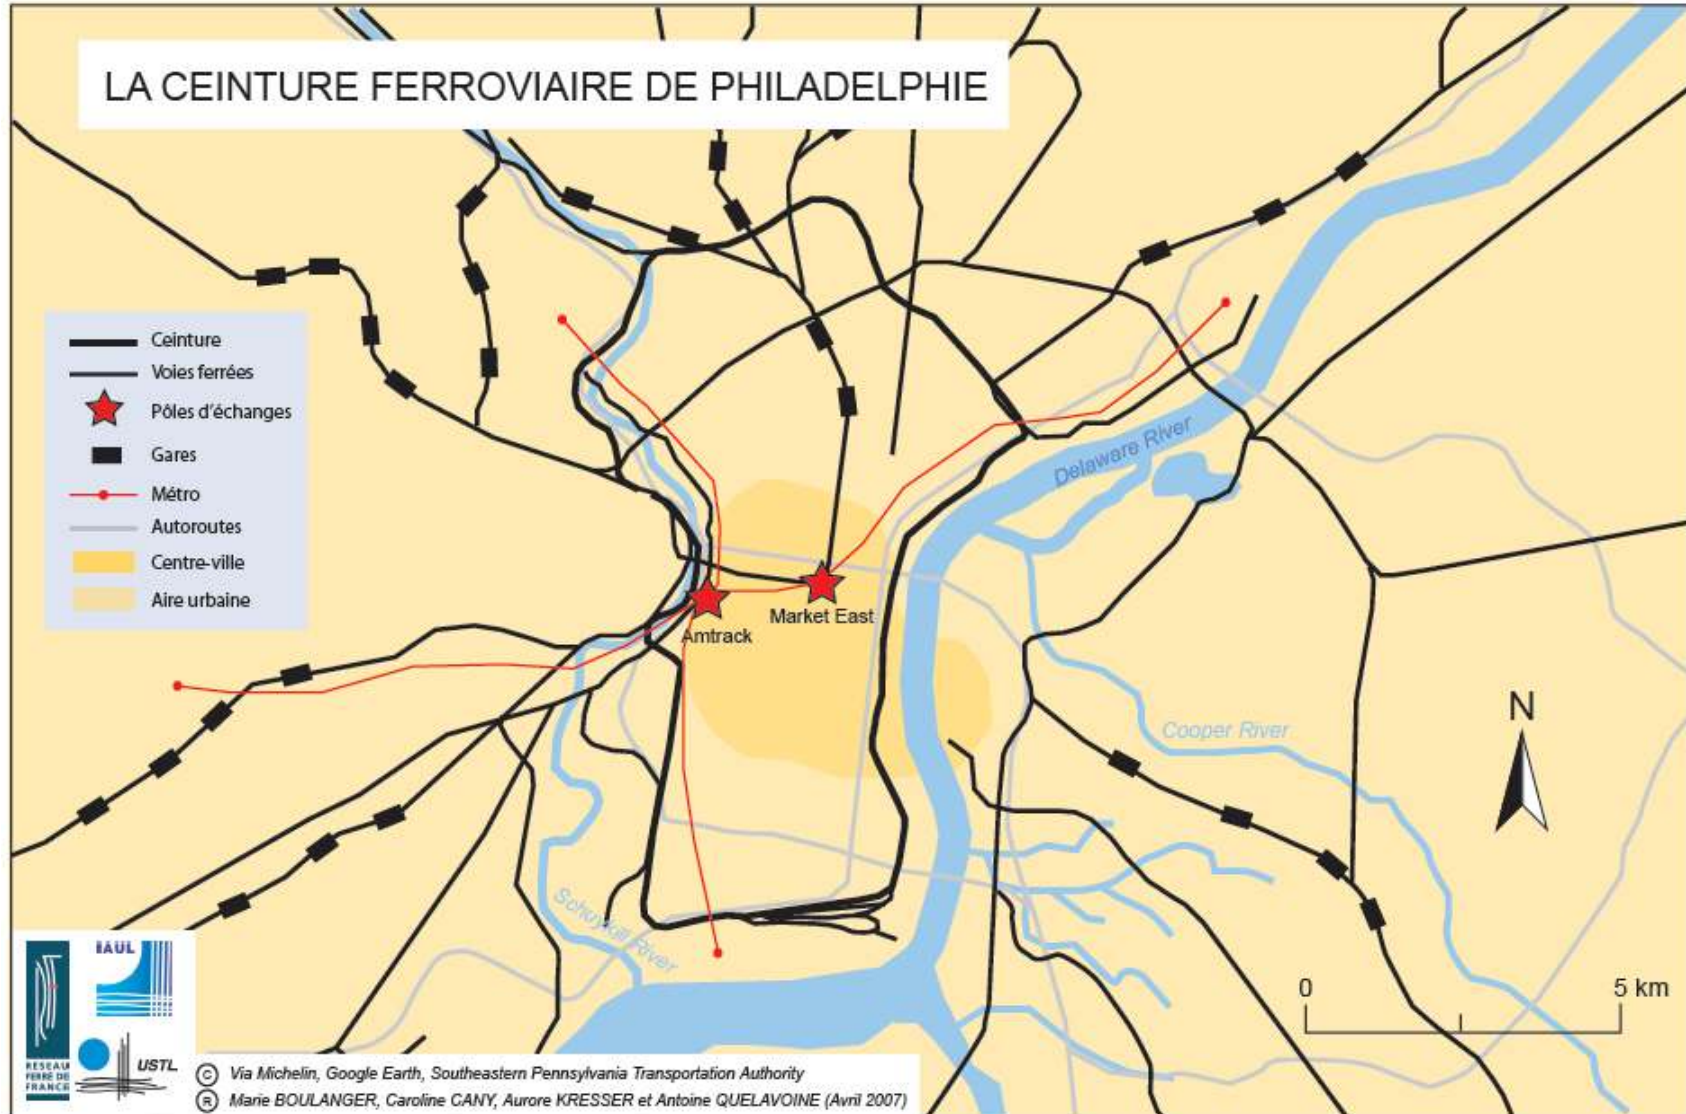 LA CEINTURE FERROVIAIRE DE PHILADELPHIE
Ceinture
Voies ferrées
Pôles d'échanges
Gares
Métro
Autoroutes
Centre-ville
Aire urbaine
Delaware River
Market East
Amtrack
Cooper River
N
Schuykill River
0
5 km
IAUL
RESEAU
FERRE DE
FRANCE
USTL
C Via Michelin, Google Earth, Southeastern Pennsylvania Transportation Authority
R Marie BOULANGER, Caroline CANY, Aurore KRESSER et Antoine QUELAVOINE (Avril 2007)